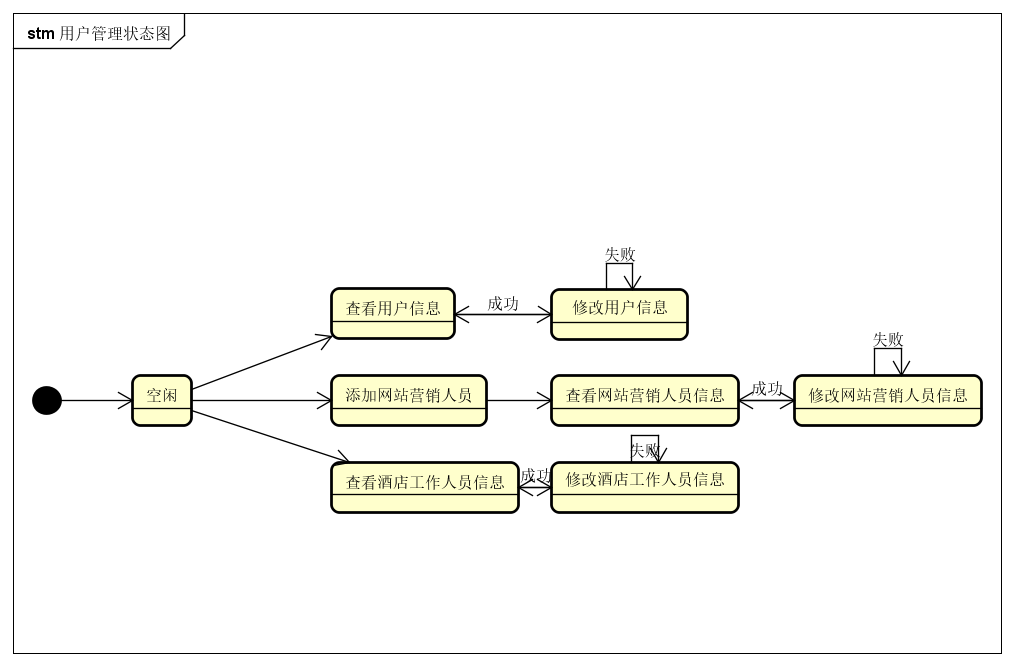 stm 用户管理状态图
失败
查看用户信息
成功
修改用户信息
失败
空闲
添加网站营销人员
查看网站营销人员信息
成功
修改网站营销人员信息
失败
查看酒店工作人员信息
成功
修改酒店工作人员信息